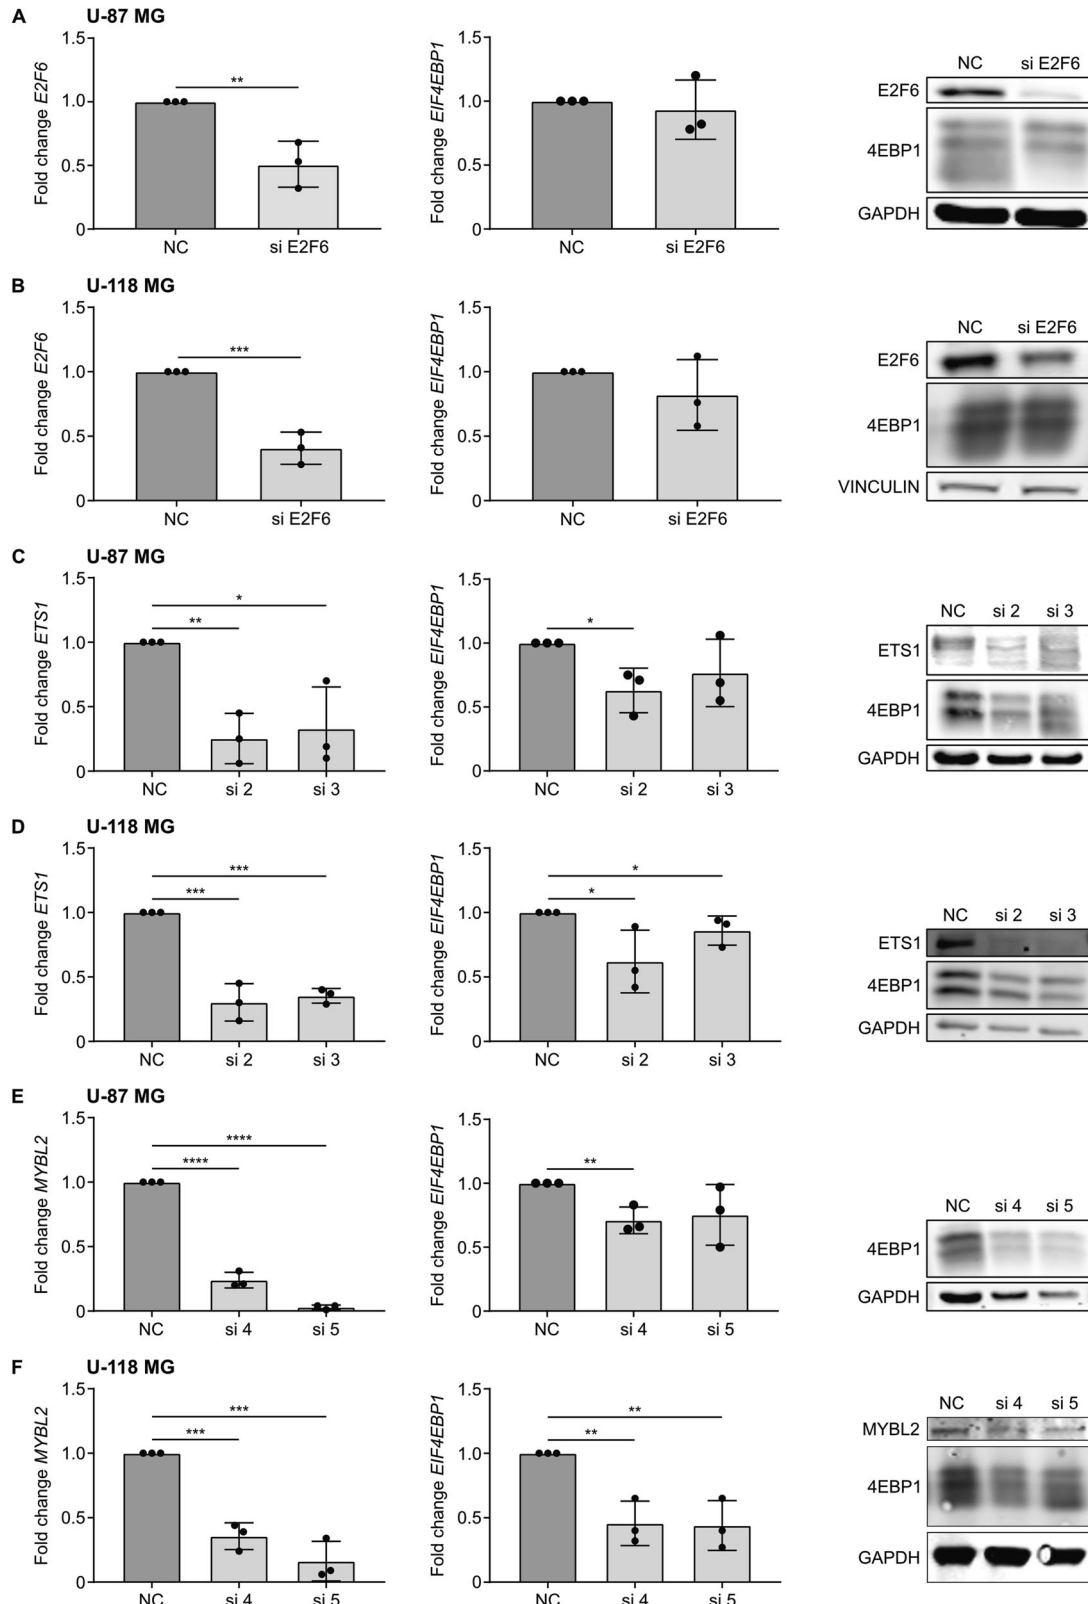 A U-87 MG
Fold change E2F6
1.5
1.0
0.5
0
**
NC si E2F6
Fold change EIF4EBP1
1.5
1.0
0.5
0
NC si E2F6
NC si E2F6
E2F6
4EBP1
GAPDH
B U-118 MG
Fold change E2F6
1.5
1.0
0.5
0
***
NC si E2F6
Fold change EIF4EBP1
1.5
1.0
0.5
0
NC si E2F6
NC si E2F6
E2F6
4EBP1
VINCULIN
C U-87 MG
Fold change ETS1
1.5
1.0
0.5
0
*
**
NC si 2 si 3
Fold change EIF4EBP1
1.5
1.0
0.5
0
*
NC si 2 si 3
NC si 2 si 3
ETS1
4EBP1
GAPDH
D U-118 MG
Fold change ETS1
1.5
1.0
0.5
0
***
***
NC si 2 si 3
Fold change EIF4EBP1
1.5
1.0
0.5
0
*
*
NC si 2 si 3
NC si 2 si 3
ETS1
4EBP1
GAPDH
E U-87 MG
Fold change MYBL2
1.5
1.0
0.5
0
****
****
NC si 4 si 5
Fold change EIF4EBP1
1.5
1.0
0.5
0
**
NC si 4 si 5
NC si 4 si 5
4EBP1
GAPDH
F U-118 MG
Fold change MYBL2
1.5
1.0
0.5
0
***
***
NC si 4 si 5
Fold change EIF4EBP1
1.5
1.0
0.5
0
**
**
NC si 4 si 5
NC si 4 si 5
MYBL2
4EBP1
GAPDH